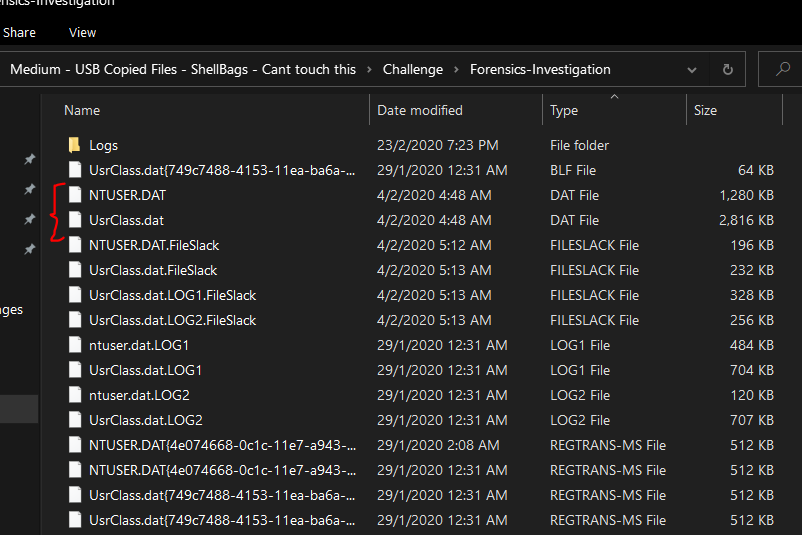 Forensics-Investigation
Share View
Medium - USB Copied Files - ShellBags - Cant touch this › Challenge › Forensics-Investigation
Name Date modified Type Size
Logs 23/2/2020 7:23 PM File folder
UsrClass.dat{749c7488-4153-11ea-ba6a-... 29/1/2020 12:31 AM BLF File 64 KB
NTUSER.DAT 4/2/2020 4:48 AM DAT File 1,280 KB
UsrClass.dat 4/2/2020 4:48 AM DAT File 2,816 KB
NTUSER.DAT.FileSlack 4/2/2020 5:12 AM FILESLACK File 196 KB
UsrClass.dat.FileSlack 4/2/2020 5:13 AM FILESLACK File 232 KB
UsrClass.dat.LOG1.FileSlack 4/2/2020 5:13 AM FILESLACK File 328 KB
UsrClass.dat.LOG2.FileSlack 4/2/2020 5:13 AM FILESLACK File 256 KB
ages
ntuser.dat.LOG1 29/1/2020 12:31 AM LOG1 File 484 KB
UsrClass.dat.LOG1 29/1/2020 12:31 AM LOG1 File 704 KB
ntuser.dat.LOG2 29/1/2020 12:31 AM LOG2 File 120 KB
UsrClass.dat.LOG2 29/1/2020 12:31 AM LOG2 File 707 KB
NTUSER.DAT{4e074668-0c1c-11e7-a943-... 29/1/2020 2:08 AM REGTRANS-MS File 512 KB
NTUSER.DAT{4e074668-0c1c-11e7-a943-... 29/1/2020 12:31 AM REGTRANS-MS File 512 KB
UsrClass.dat{749c7488-4153-11ea-ba6a-... 29/1/2020 12:31 AM REGTRANS-MS File 512 KB
UsrClass.dat{749c7488-4153-11ea-ba6a-... 29/1/2020 12:31 AM REGTRANS-MS File 512 KB